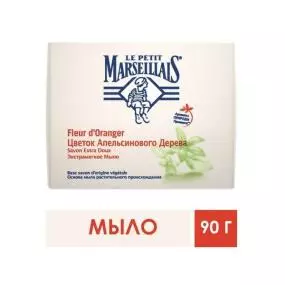 LE PETIT
MARSEILLAIS
Fleur d'Oranger
Цветок Апельсинового Дерева
Savon Extra Doux
Экстрамягкое Мыло
Base savon d'origine végétale
Основа мыла растительного происхождения
МЫЛО
90 Г